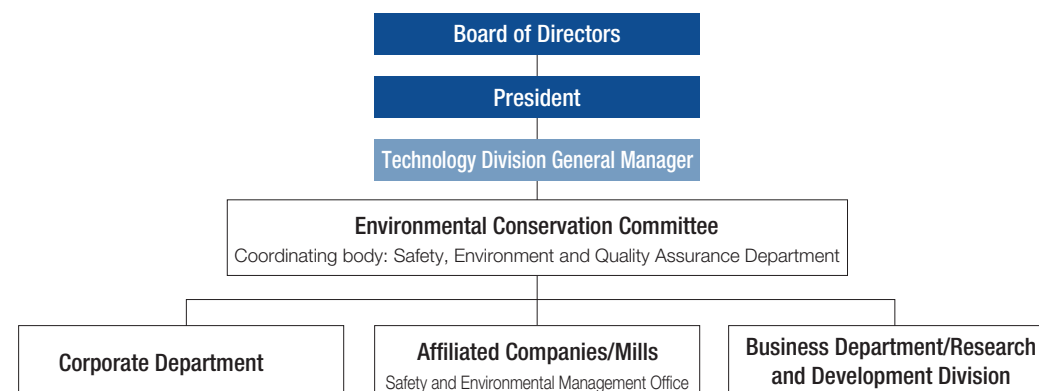 Board of Directors
President
Technology Division General Manager
Environmental Conservation Committee
Coordinating body: Safety, Environment and Quality Assurance Department
Corporate Department
Affiliated Companies/Mills
Safety and Environmental Management Office
Business Department/Research
and Development Division